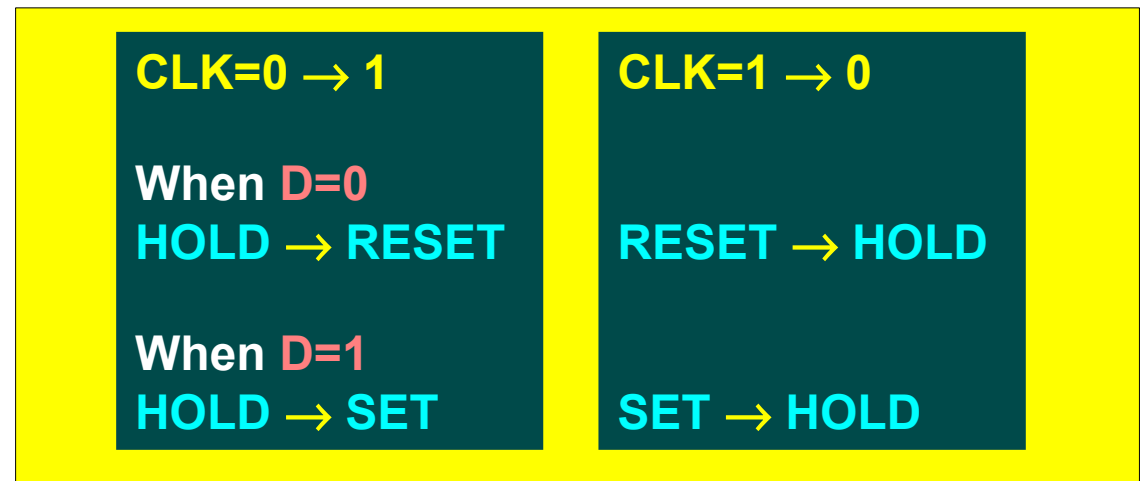 CLK=0 → 1
When D=0
HOLD → RESET
When D=1
HOLD → SET
CLK=1 → 0
RESET → HOLD
SET → HOLD